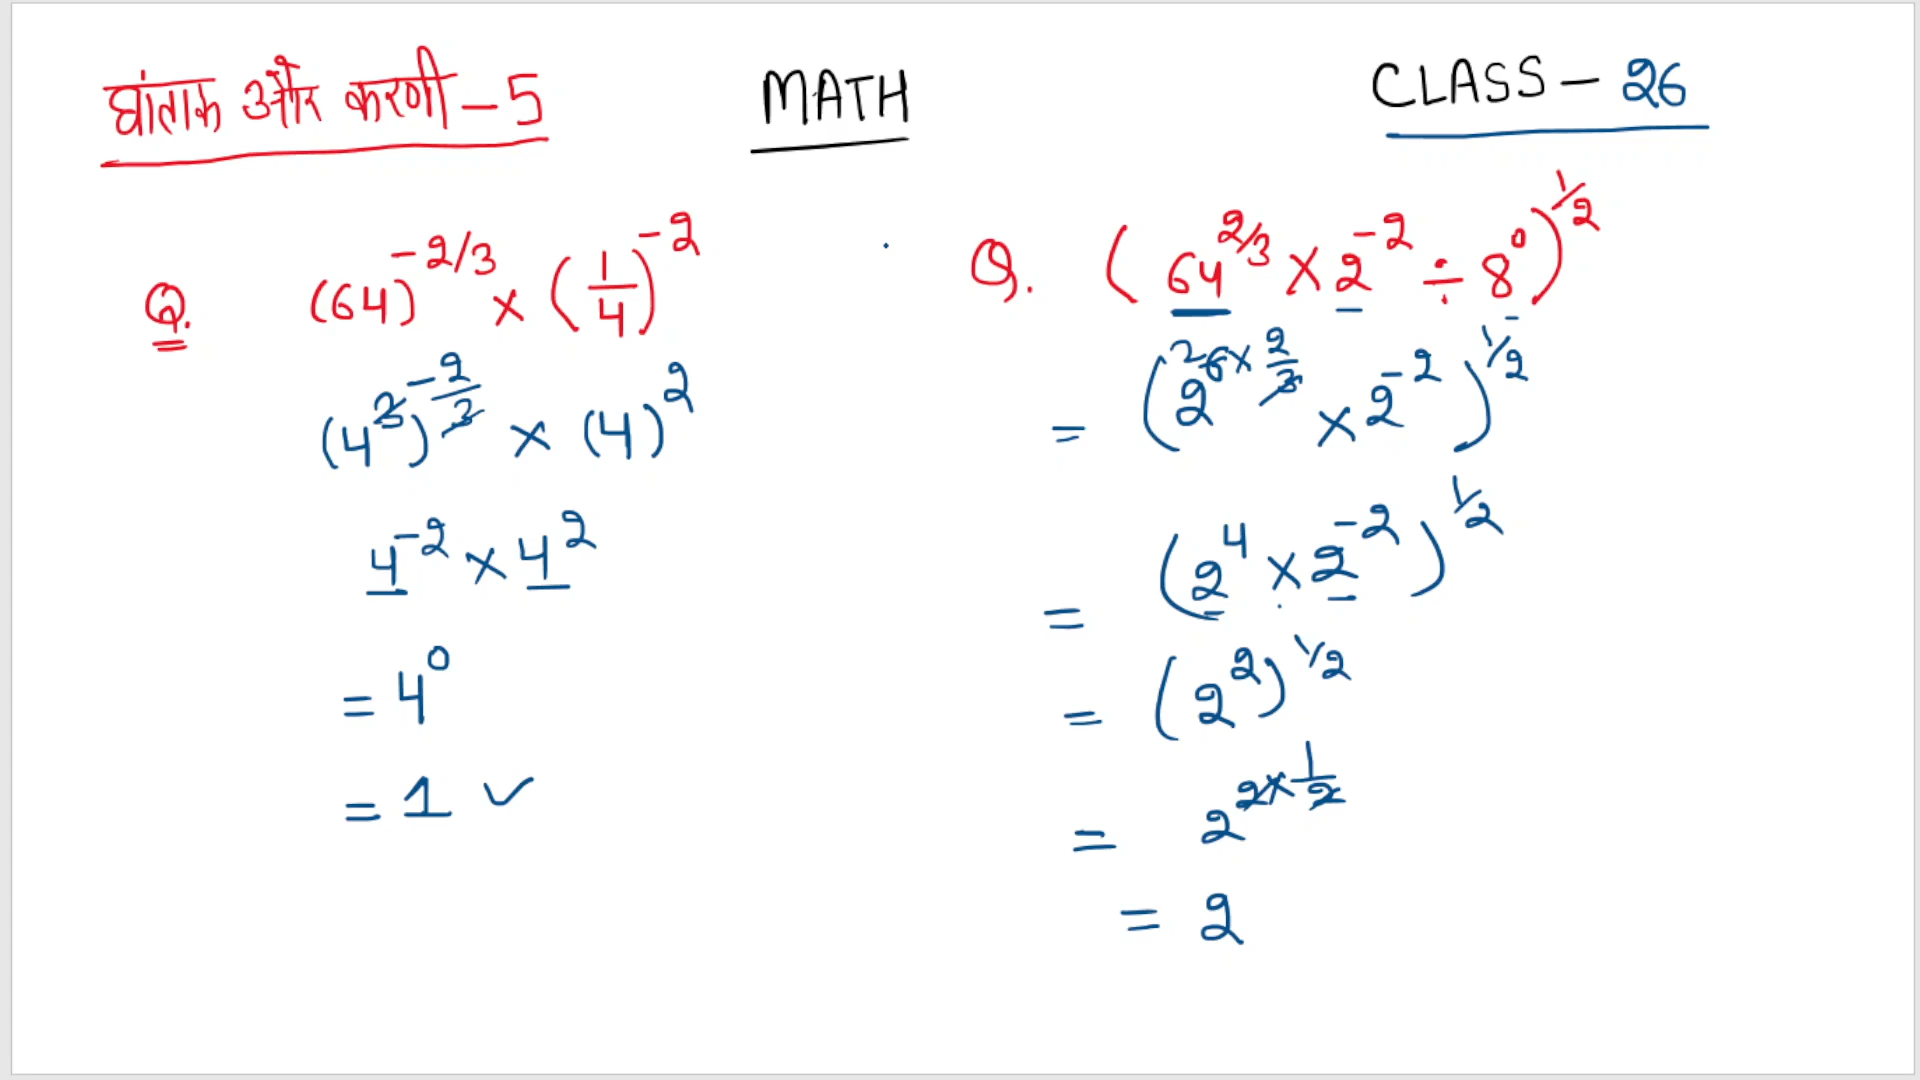 घांताक और करणी - 5
MATH
CLASS - 26
Q. (64)^{-2/3} × (1/4)^{-2}
(4^3)^{-2/3} × (4)^2
4^{-2} × 4^2
= 4^0
= 1 ✓
Q. (64^{2/3} × 2^{-2} ÷ 8^0)^{1/2}
= (2^{6 × 2/3} × 2^{-2})^{1/2}
= (2^4 × 2^{-2})^{1/2}
= (2^2)^{1/2}
= 2^{2 × 1/2}
= 2